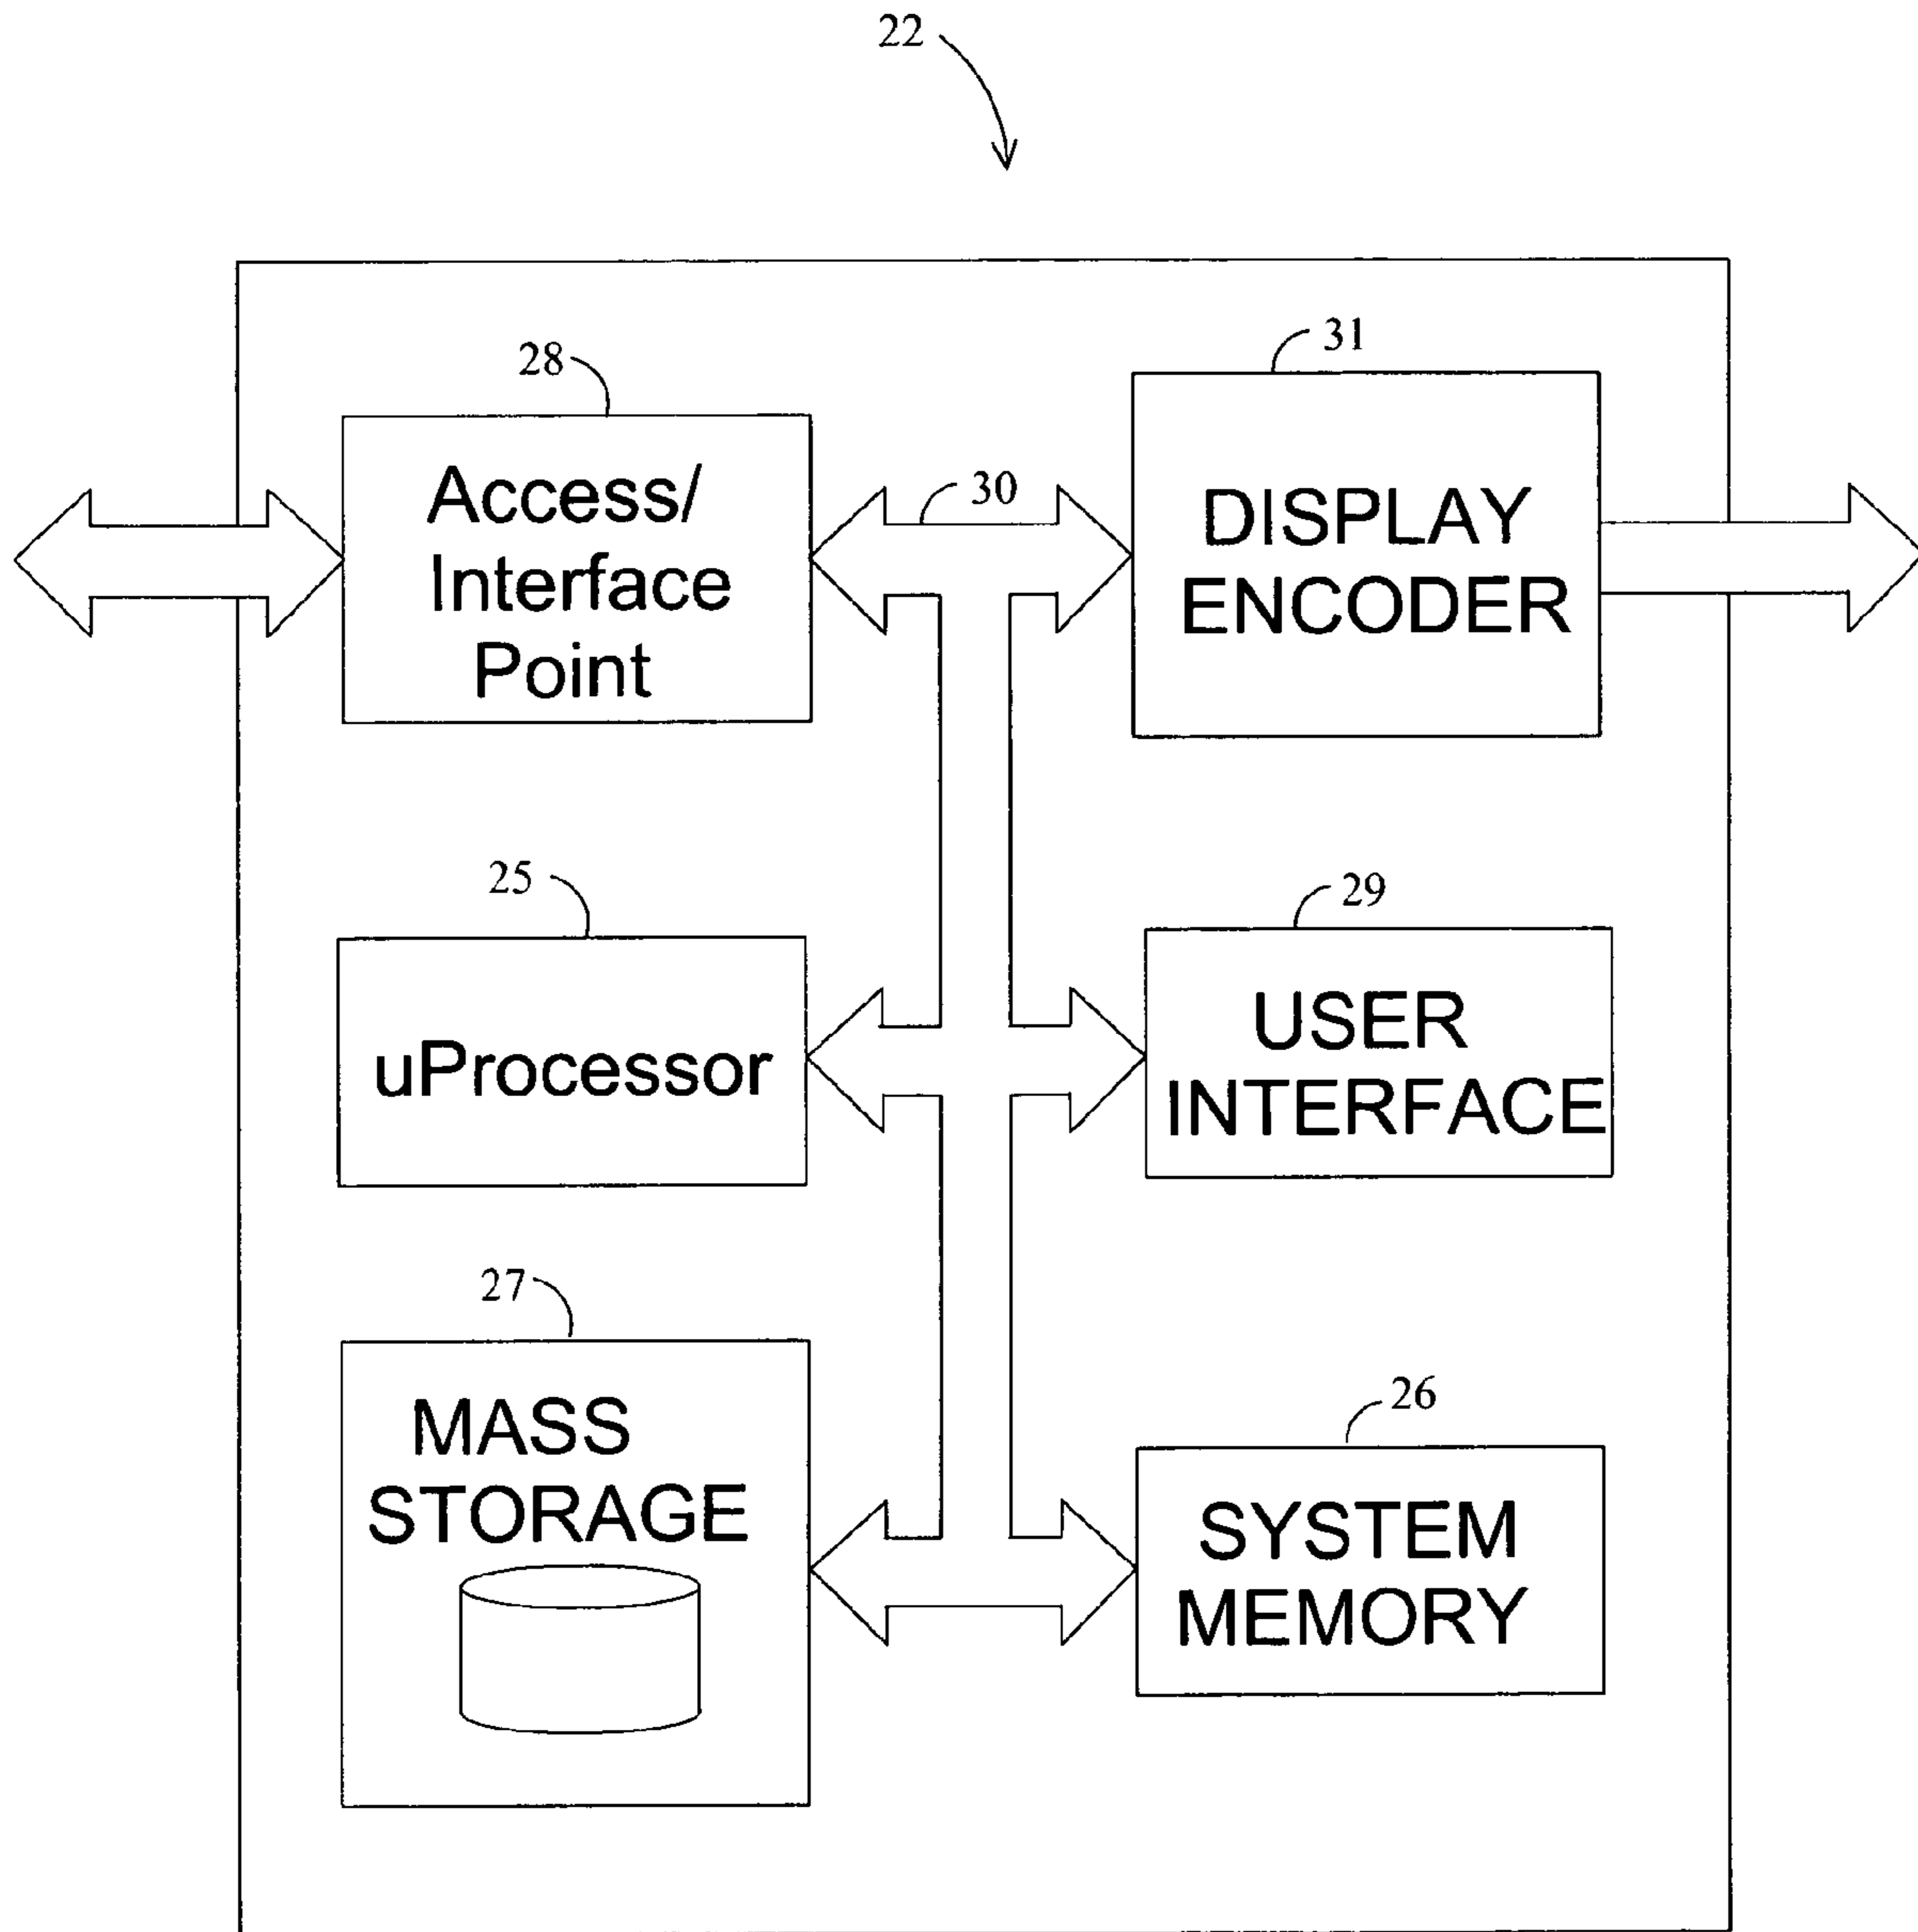 22
28
Access/
Interface
Point
30
31
DISPLAY
ENCODER
25
uProcessor
29
USER
INTERFACE
27
MASS
STORAGE
26
SYSTEM
MEMORY